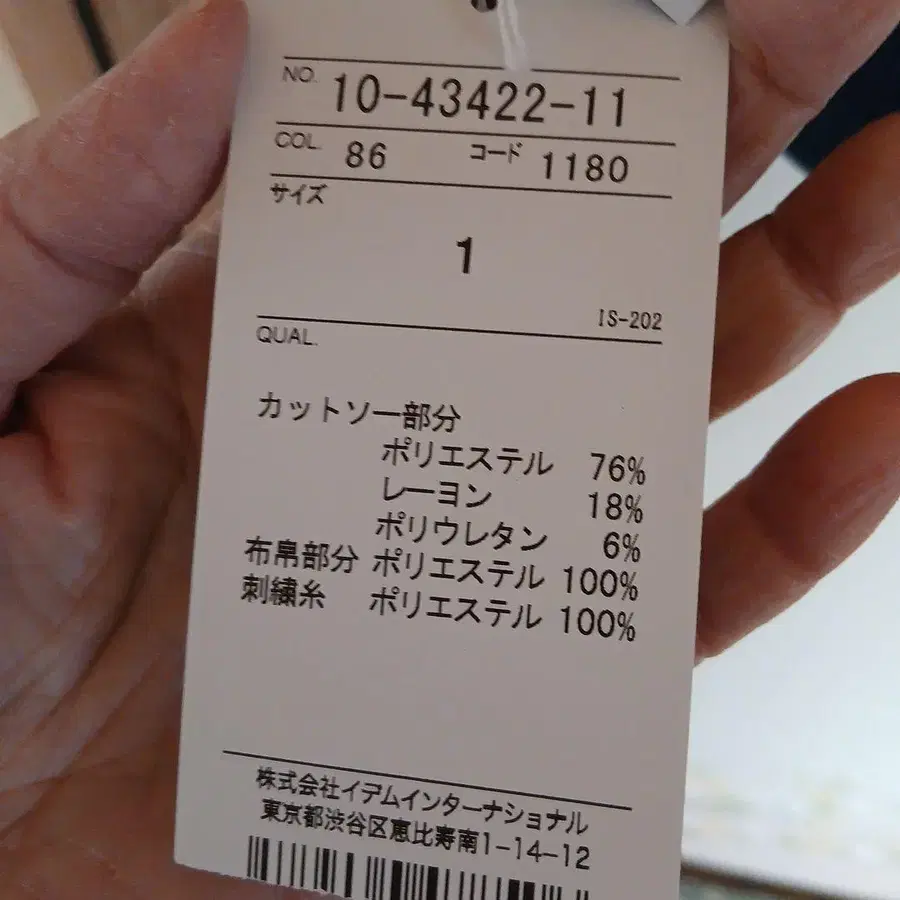 NO. 10-43422-11
COL. 86 コード 1180
サイズ
1
IS-202
QUAL.
カットソー部分
ポリエステル 76%
レーヨン 18%
ポリウレタン 6%
布帛部分 ポリエステル 100%
刺繍糸 ポリエステル 100%
株式会社イデムインターナショナル
東京都渋谷区恵比寿南1-14-12